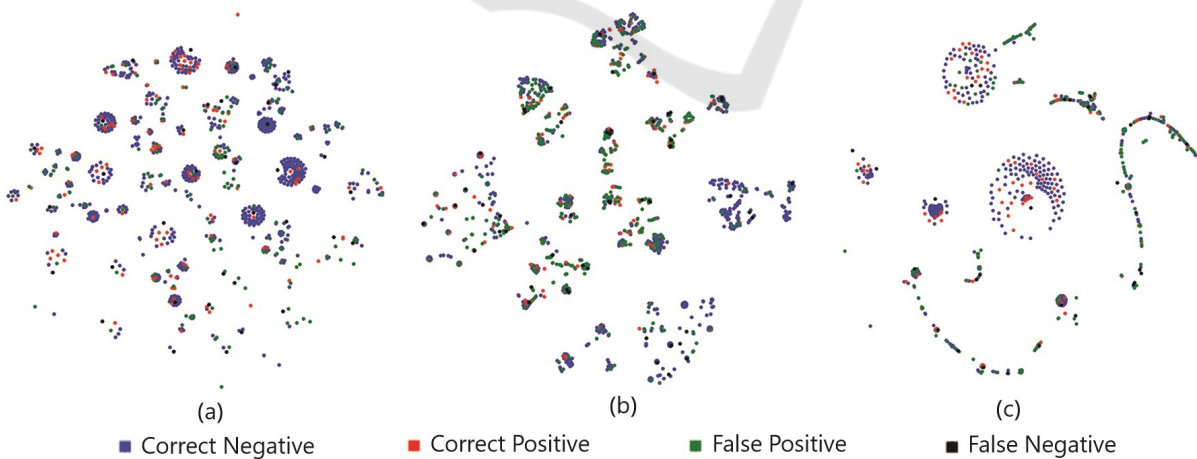 (a)
(b)
(c)
Correct Negative
Correct Positive
False Positive
False Negative